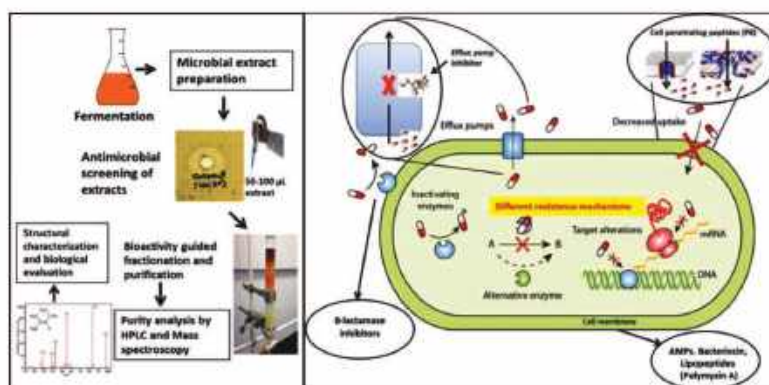 Microbial extract
preparation
Fermentation
Antimicrobial
screening of
extracts
50-100 µL
extract
Structural
characterization
and biological
evaluation
Bioactivity guided
fractionation and
purification
Purity analysis by
HPLC and Mass
spectroscopy
Efflux pump
inhibitor
Efflux pumps
Cell penetrating peptides
Decreased uptake
Inactivating
enzymes
Different resistance mechanisms
A
B
Target alterations
mRNA
DNA
Alternative enzyme
Cell membrane
B-lactamase
inhibitors
AMPs, Bacteriocin,
Lipopeptides
(Polymyxin A)